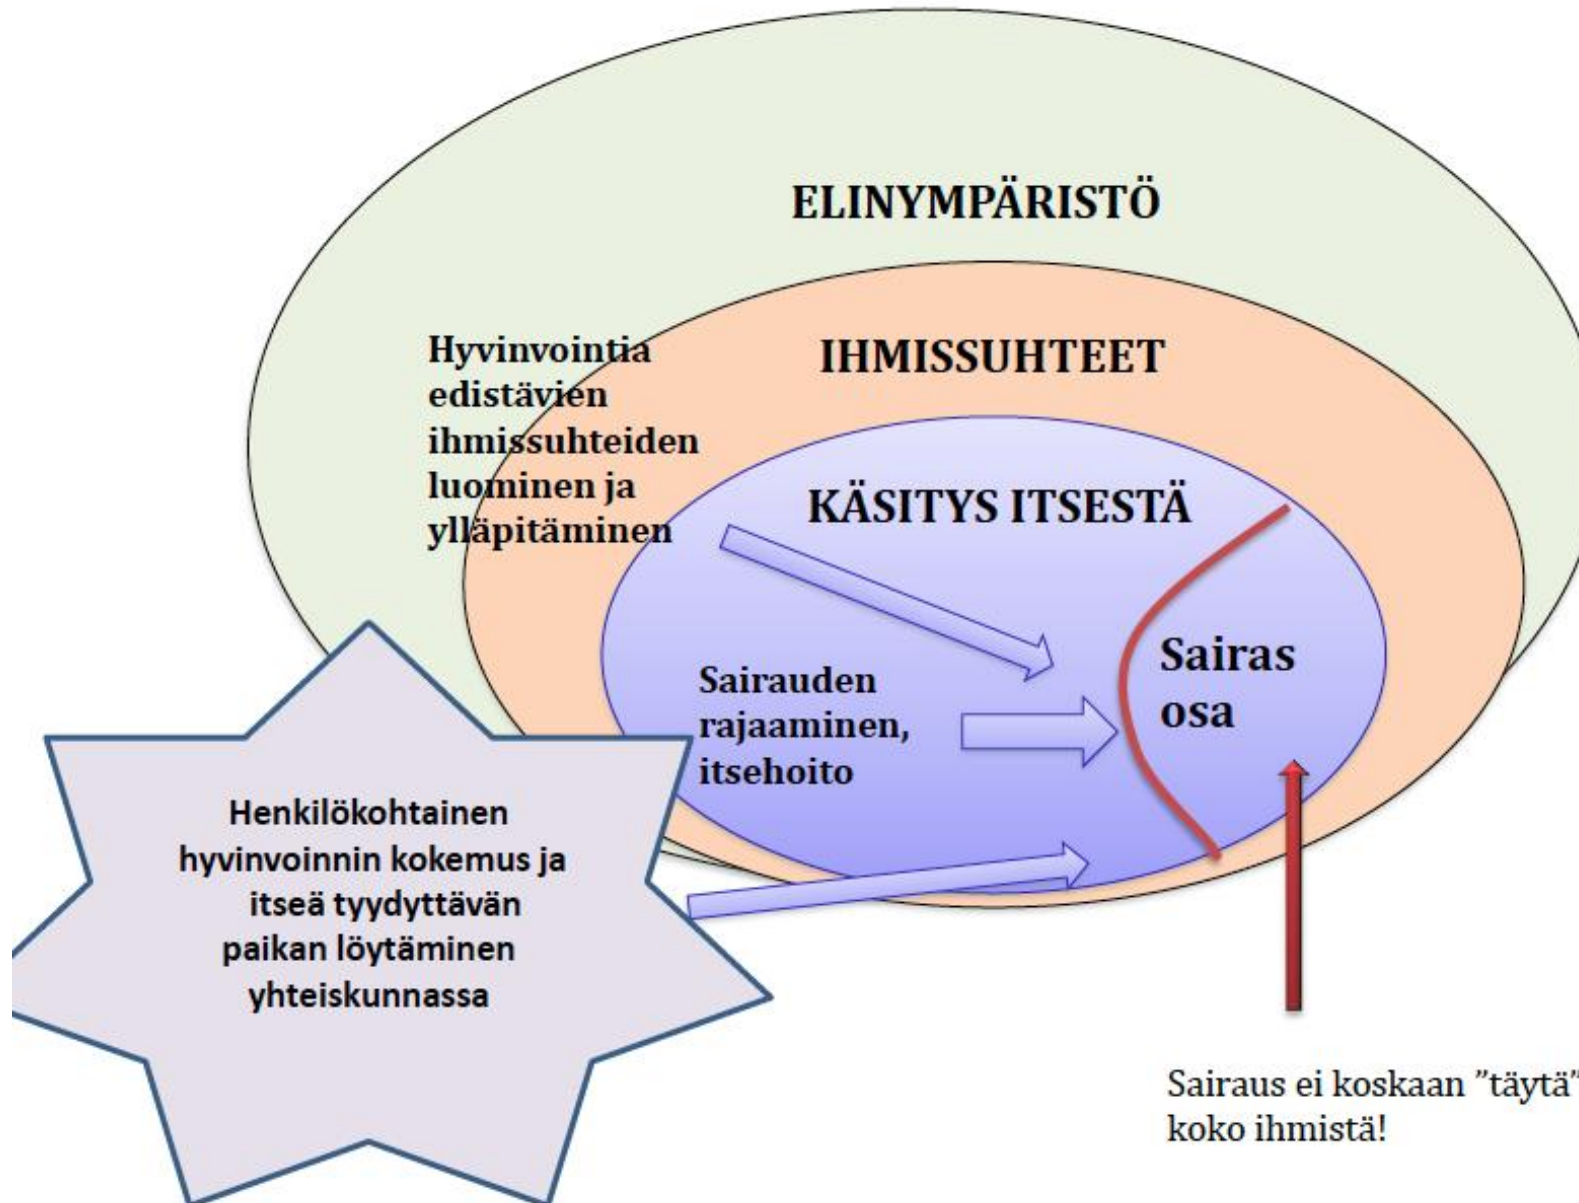 ELINYMPÄRISTÖ
IHMISSUHTEET
Hyvinvointia
edistävien
ihmissuhteiden
luominen ja
ylläpitäminen
KÄSITYS ITSESTÄ
Sairauden
rajaaminen,
itsehoito
Sairas
osa
Henkilökohtainen
hyvinvoinnin kokemus ja
itseä tyydyttävän
paikan löytäminen
yhteiskunnassa
Sairaus ei koskaan ”täytä”
koko ihmistä!